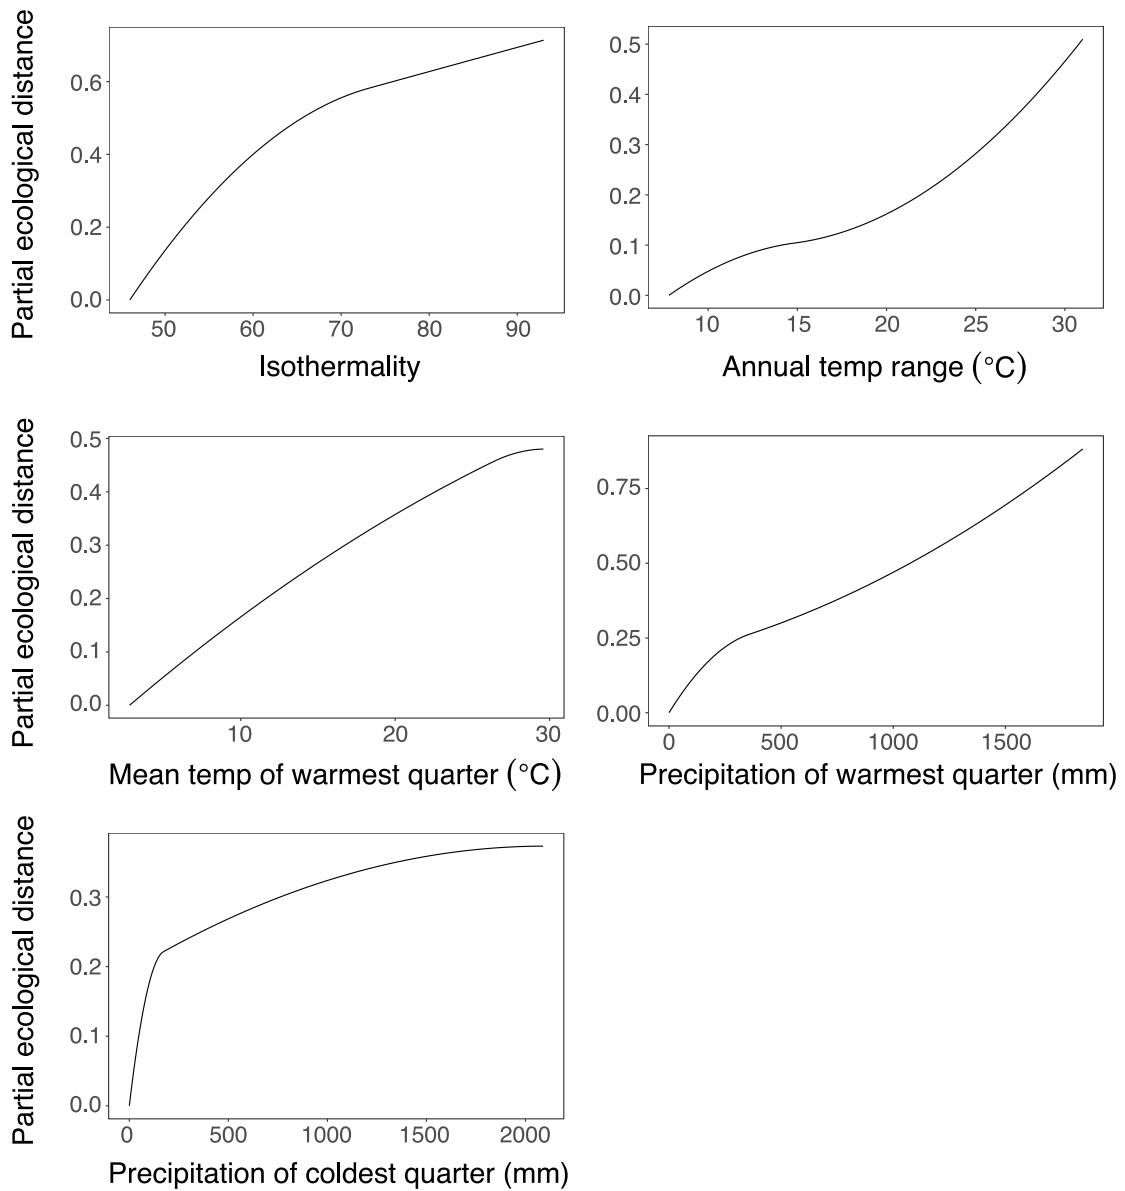 Partial ecological distance
0.6
0.4
0.2
0.0
50 60 70 80 90
Isothermality
0.5
0.4
0.3
0.2
0.1
0.0
10 15 20 25 30
Annual temp range (°C)
Partial ecological distance
0.5
0.4
0.3
0.2
0.1
0.0
10 20 30
Mean temp of warmest quarter (°C)
0.75
0.50
0.25
0.00
0 500 1000 1500
Precipitation of warmest quarter (mm)
Partial ecological distance
0.3
0.2
0.1
0.0
0 500 1000 1500 2000
Precipitation of coldest quarter (mm)